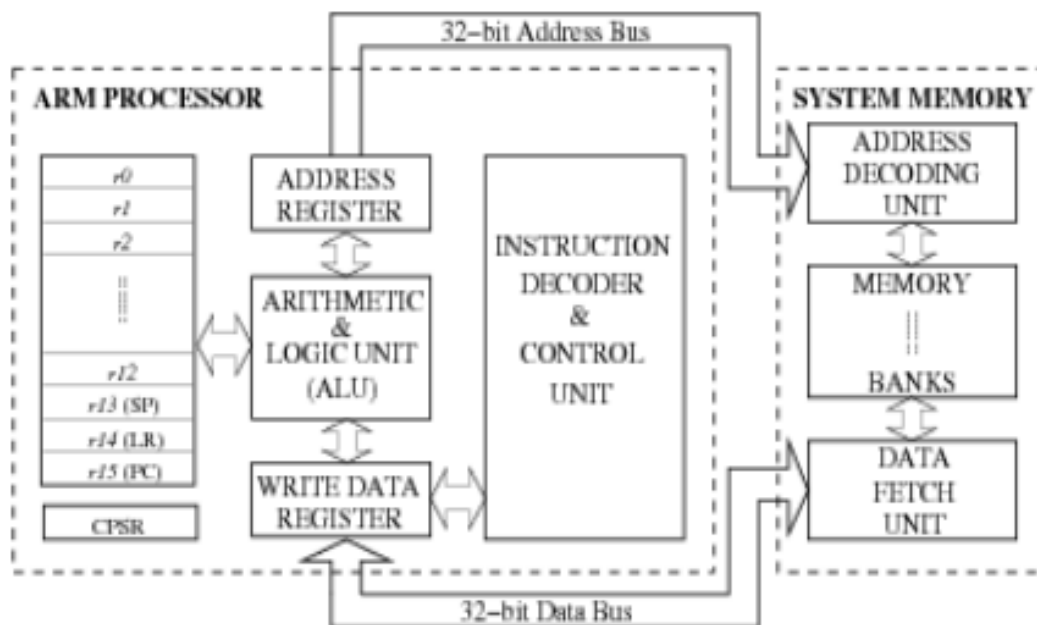 32-bit Address Bus
ARM PROCESSOR
SYSTEM MEMORY
r0
r1
r2
r12
r13 (SP)
r14 (LR)
r15 (PC)
CPSR
ADDRESS
REGISTER
ARITHMETIC
&
LOGIC UNIT
(ALU)
WRITE DATA
REGISTER
INSTRUCTION
DECODER
&
CONTROL
UNIT
ADDRESS
DECODING
UNIT
MEMORY
BANKS
DATA
FETCH
UNIT
32-bit Data Bus